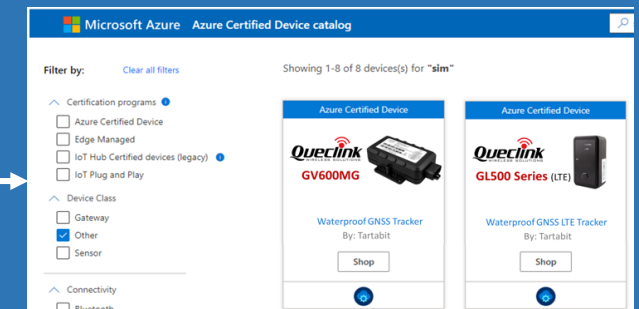 Microsoft Azure Azure Certified Device catalog
Filter by: Clear all filters
Showing 1-8 of 8 devices(s) for "sim"
Certification programs
Azure Certified Device
Edge Managed
IoT Hub Certified devices (legacy)
IoT Plug and Play
Device Class
Gateway
Other
Sensor
Connectivity
Bluetooth
Azure Certified Device
Queclink
WIRELESS SOLUTIONS
GV600MG
Waterproof GNSS Tracker
By: Tartabit
Shop
Azure Certified Device
Queclink
WIRELESS SOLUTIONS
GL500 Series (LTE)
Waterproof GNSS LTE Tracker
By: Tartabit
Shop